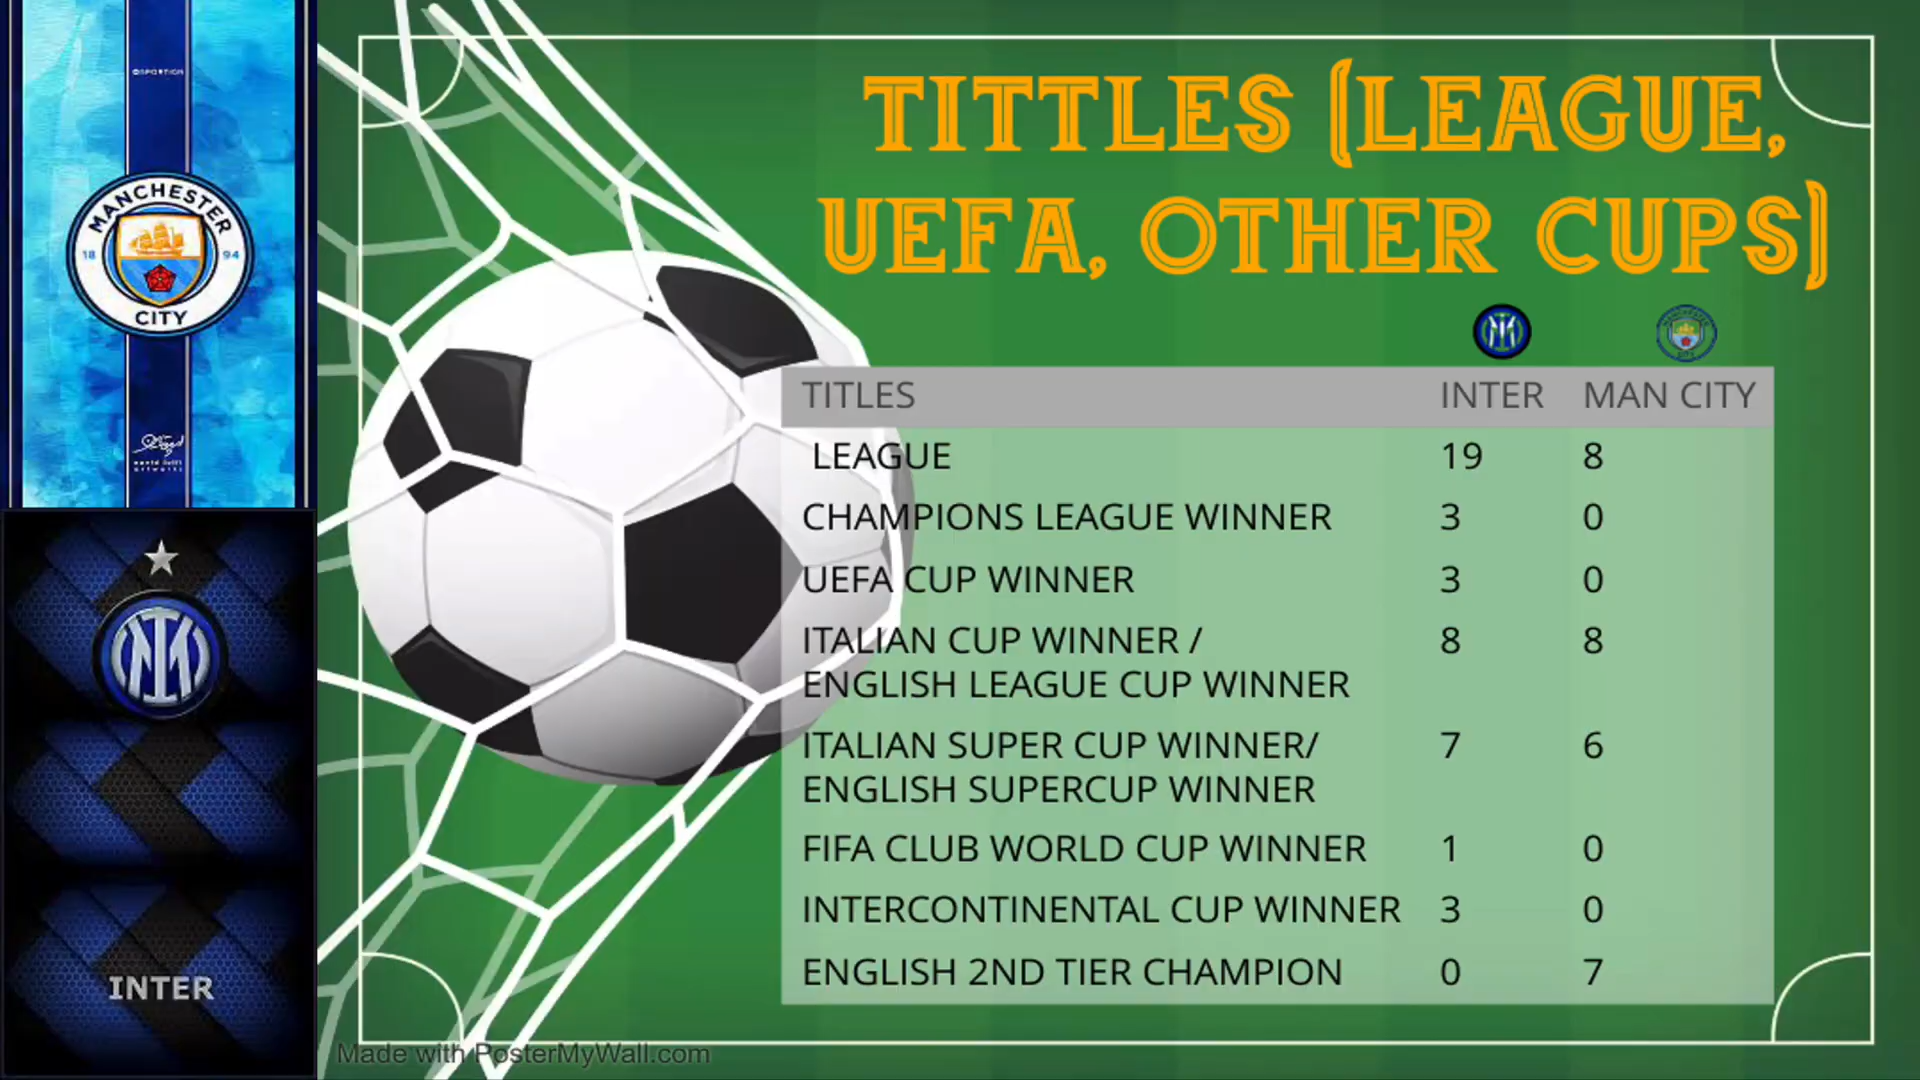 TITTLES (LEAGUE,
UEFA, OTHER CUPS)
MANCHESTER
18 94
CITY
INTER
TITLES INTER MAN CITY
LEAGUE 19 8
CHAMPIONS LEAGUE WINNER 3 0
UEFA CUP WINNER 3 0
ITALIAN CUP WINNER / 8 8
ENGLISH LEAGUE CUP WINNER
ITALIAN SUPER CUP WINNER/ 7 6
ENGLISH SUPERCUP WINNER
FIFA CLUB WORLD CUP WINNER 1 0
INTERCONTINENTAL CUP WINNER 3 0
ENGLISH 2ND TIER CHAMPION 0 7
Made with PosterMyWall.com